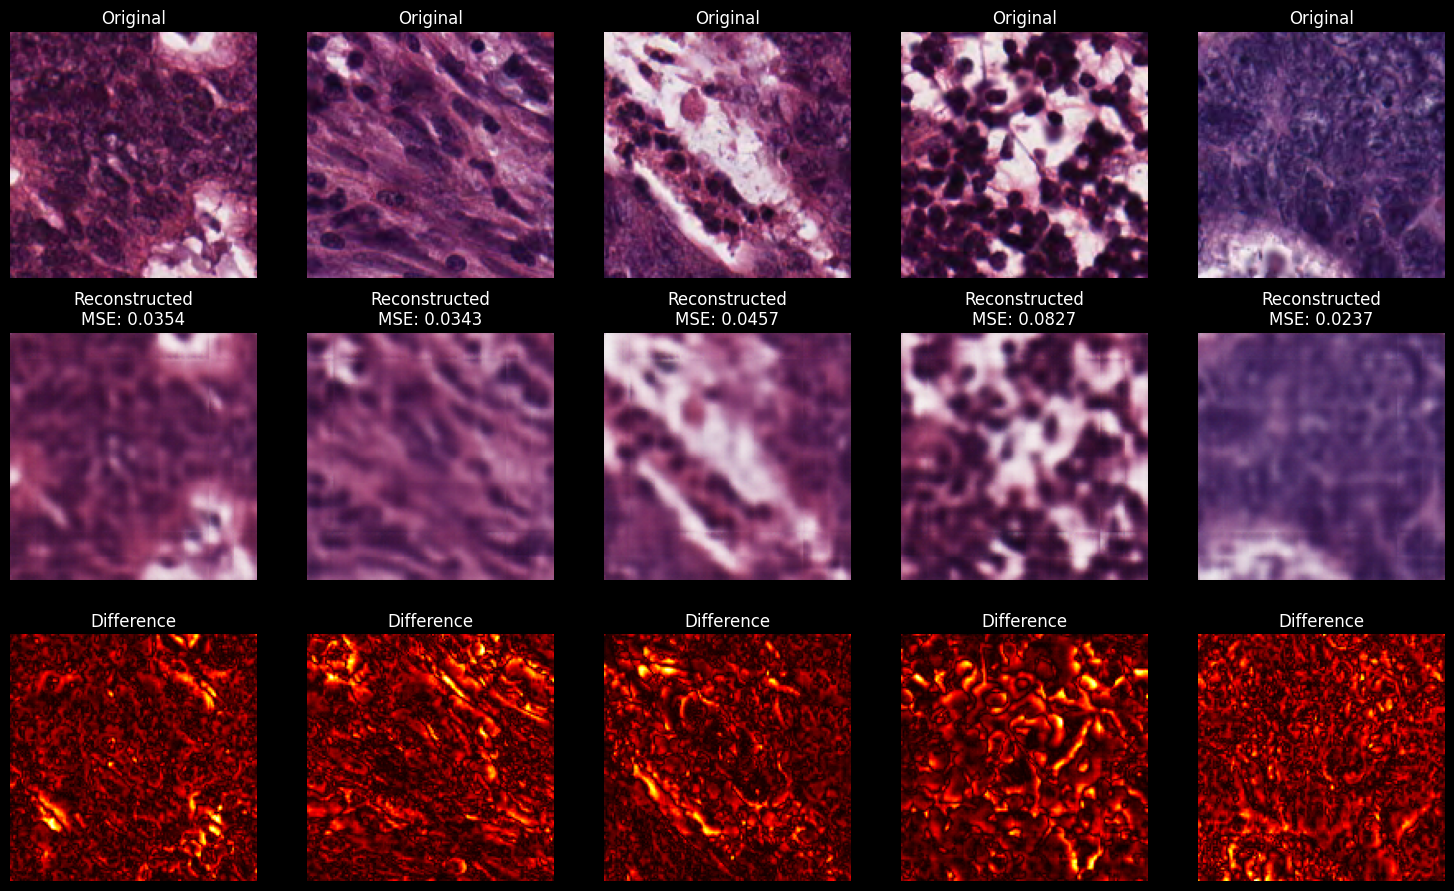 Original
Original
Original
Original
Original
Reconstructed
MSE: 0.0354
Reconstructed
MSE: 0.0343
Reconstructed
MSE: 0.0457
Reconstructed
MSE: 0.0827
Reconstructed
MSE: 0.0237
Difference
Difference
Difference
Difference
Difference